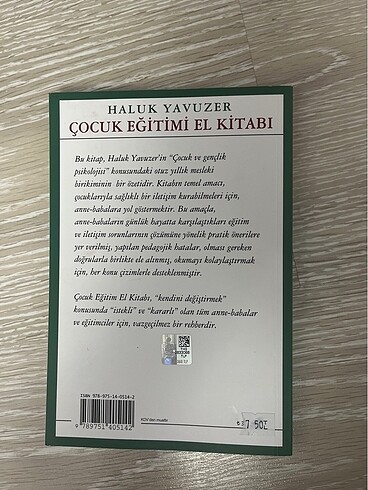 HALUK YAVUZER
ÇOCUK EĞİTİMİ EL KİTABI
Bu kitap, Haluk Yavuzer'in "Çocuk ve gençlik
psikolojisi" konusundaki otuz yıllık mesleki
birikiminin bir özetidir. Kitabın temel amacı,
çocuklarıyla sağlıklı bir iletişim kurabilmeleri için,
anne-babalara yol göstermektir. Bu amaçla,
anne-babaların günlük hayatta karşılaştıkları eğitim
ve iletişim sorunlarının çözümüne yönelik pratik önerilere
yer verilmiş, yapılan pedagojik hatalar, olması gereken
doğrularla birlikte ele alınmış, okumayı kolaylaştırmak
için, her konu çizimlerle desteklenmiştir.
Çocuk Eğitim El Kitabı, "kendini değiştirmek"
konusunda "istekli" ve "kararlı" olan tüm anne-babalar
ve eğitimciler için, vazgeçilmez bir rehberdir.
ISBN 978-975-14-0514-2
9 789751 405142
KDV'den muaftır
7 50